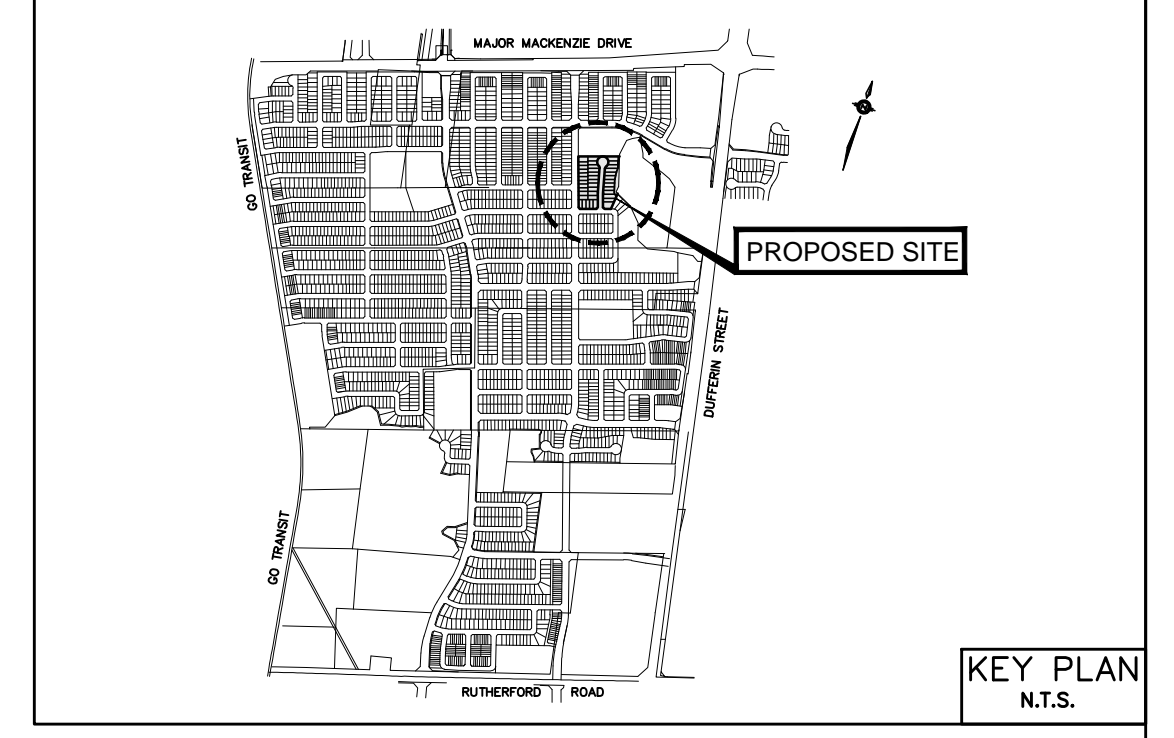 MAJOR MACKENZIE DRIVE
GO TRANSIT
PROPOSED SITE
DUFFERIN STREET
GO TRANSIT
RUTHERFORD ROAD
KEY PLAN
N.T.S.